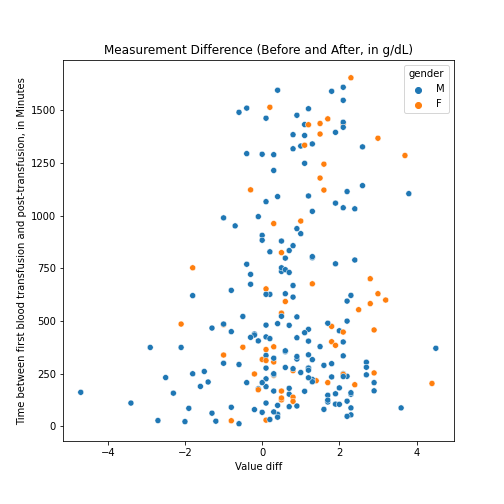 Measurement Difference (Before and After, in g/dL)
gender
M
F
Time between first blood transfusion and post-transfusion, in Minutes
1500
1250
1000
750
500
250
0
−4
−2
0
2
4
Value diff